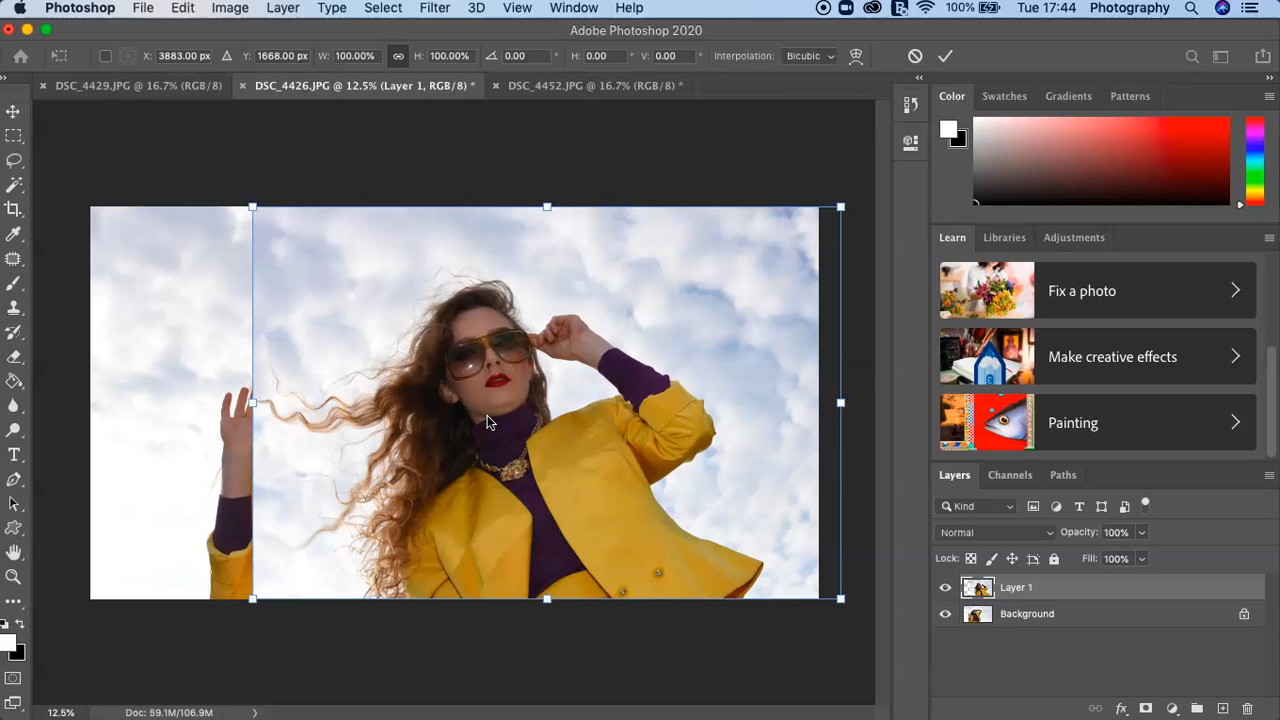 Photoshop File Edit Image Layer Type Select Filter 3D View Window Help 100% Tue 17:44 Photography
Adobe Photoshop 2020
X: 3883.00 px Y: 1668.00 px W: 100.00% H: 100.00% 0.00 ° H: 0.00 ° V: 0.00 ° Interpolation: Bicubic
DSC_4429.JPG @ 16.7% (RGB/8) DSC_4426.JPG @ 12.5% (Layer 1, RGB/8) * DSC_4452.JPG @ 16.7% (RGB/8) *
Color Swatches Gradients Patterns
Learn Libraries Adjustments
Fix a photo
Make creative effects
Painting
Layers Channels Paths
Kind
Normal Opacity: 100%
Lock: Fill: 100%
Layer 1
Background
12.5% Doc: 59.1M/106.9M